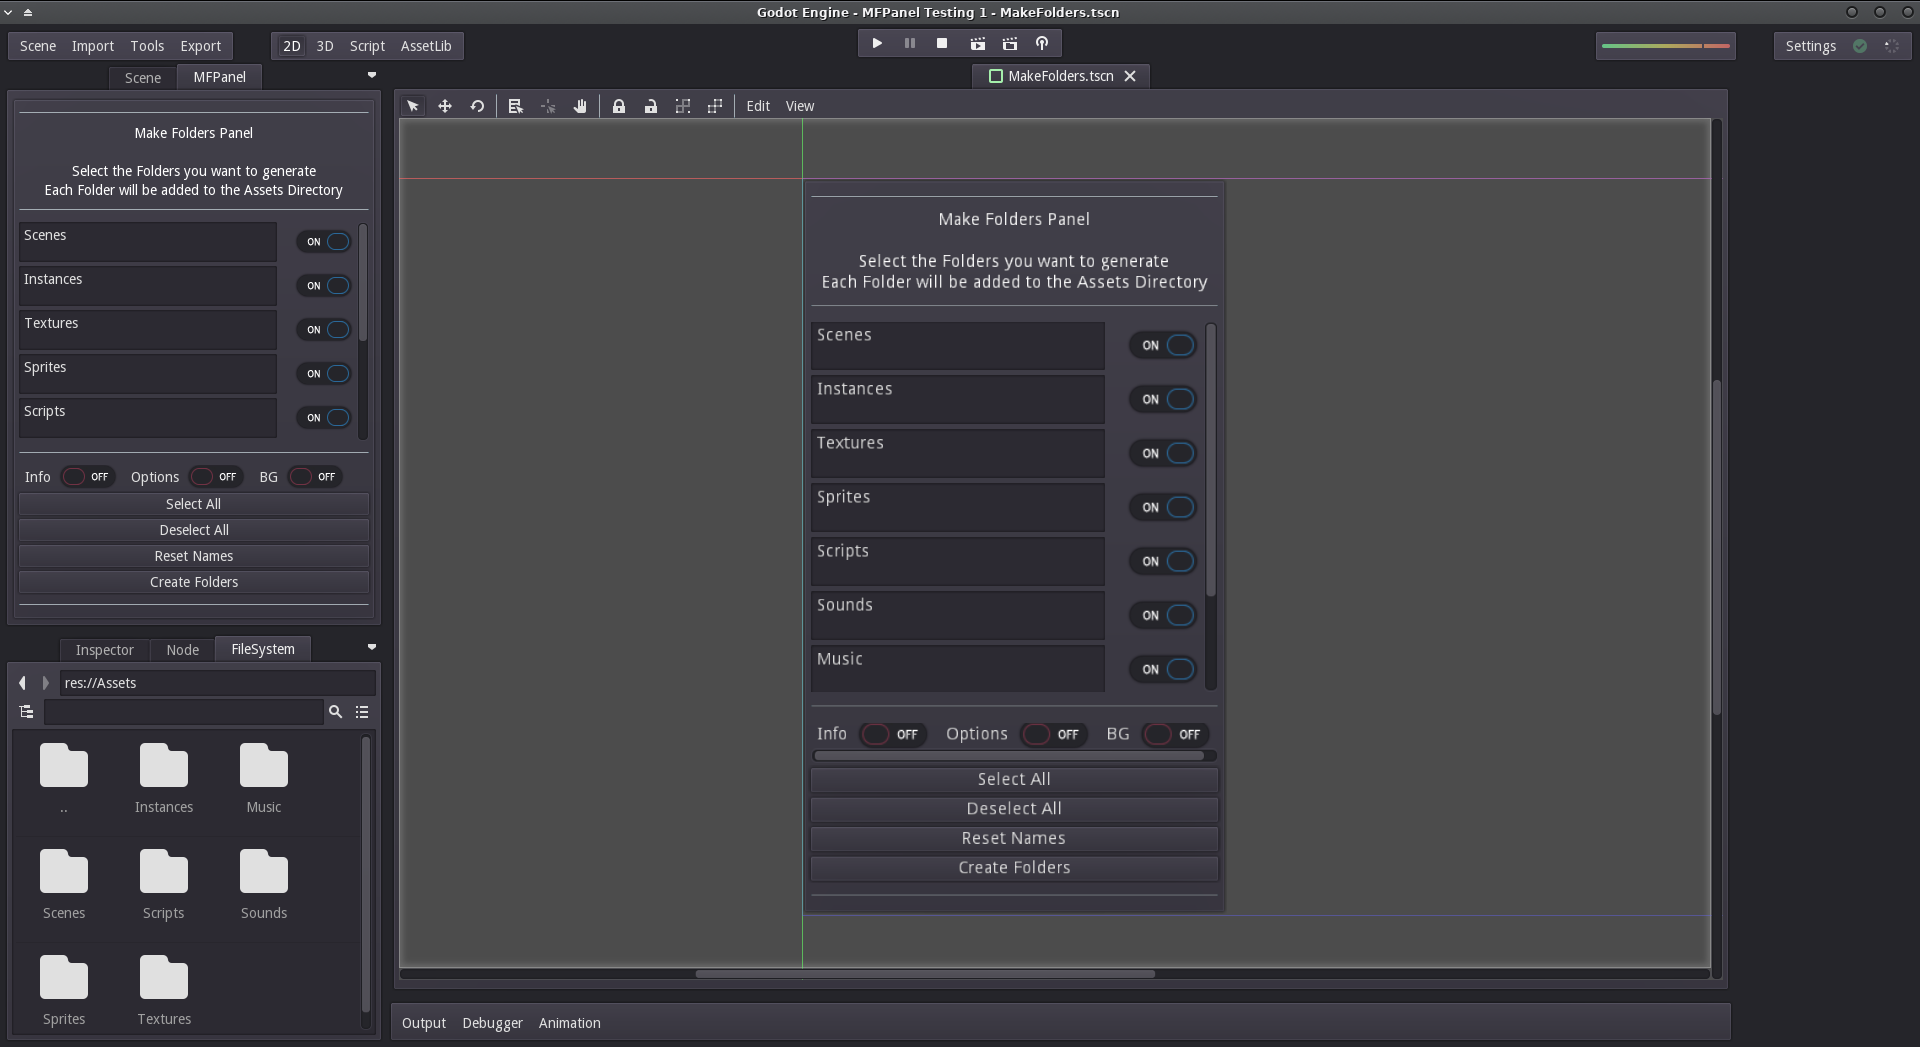 Godot Engine - MFPanel Testing 1 - MakeFolders.tscn
Scene Import Tools Export
2D 3D Script AssetLib
Settings
Scene MFPanel
MakeFolders.tscn
Make Folders Panel
Select the Folders you want to generate
Each Folder will be added to the Assets Directory
Scenes ON
Instances ON
Textures ON
Sprites ON
Scripts ON
Info OFF Options OFF BG OFF
Select All
Deselect All
Reset Names
Create Folders
Inspector Node FileSystem
res://Assets
..
Instances
Music
Scenes
Scripts
Sounds
Sprites
Textures
Edit View
Make Folders Panel
Select the Folders you want to generate
Each Folder will be added to the Assets Directory
Scenes ON
Instances ON
Textures ON
Sprites ON
Scripts ON
Sounds ON
Music ON
Info OFF Options OFF BG OFF
Select All
Deselect All
Reset Names
Create Folders
Output Debugger Animation